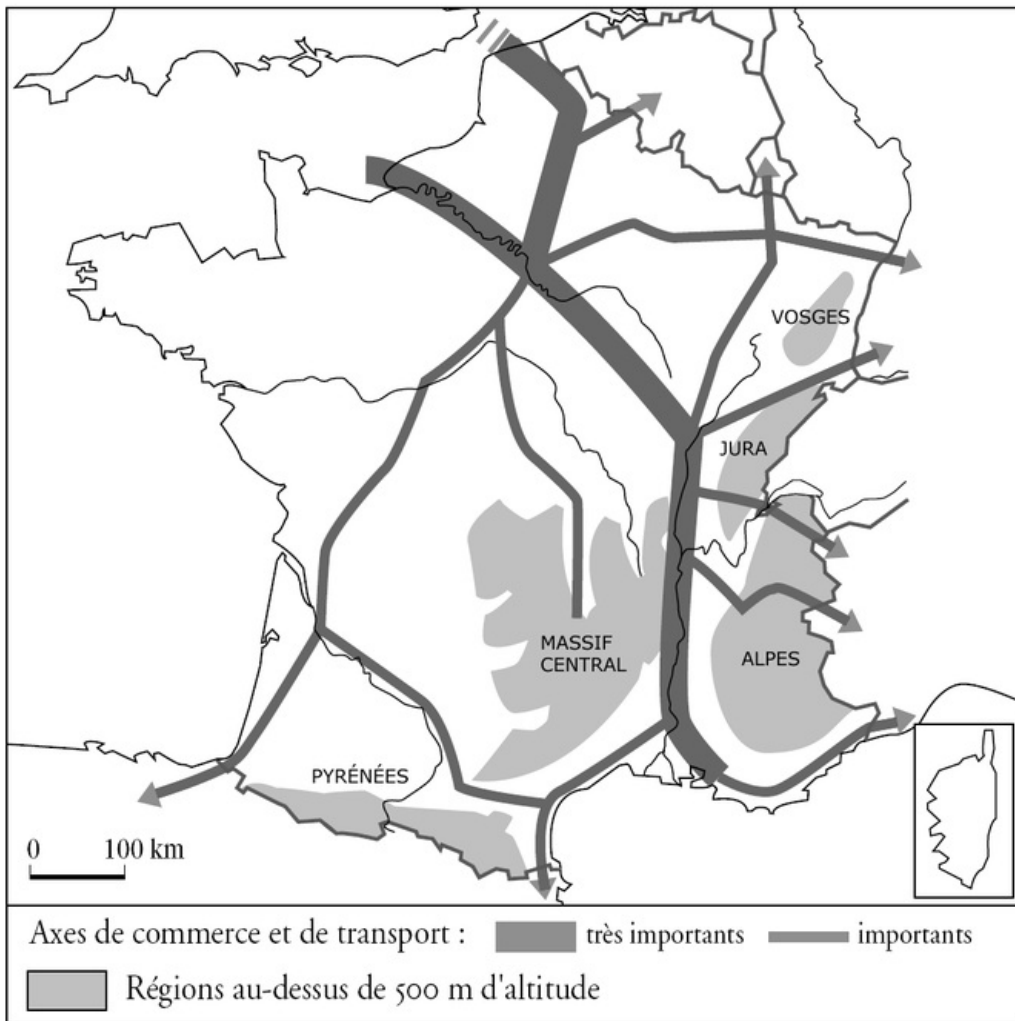 VOSGES
JURA
MASSIF
CENTRAL
ALPES
PYRÉNÉES
0 100 km
Axes de commerce et de transport : très importants importants
Régions au-dessus de 500 m d'altitude